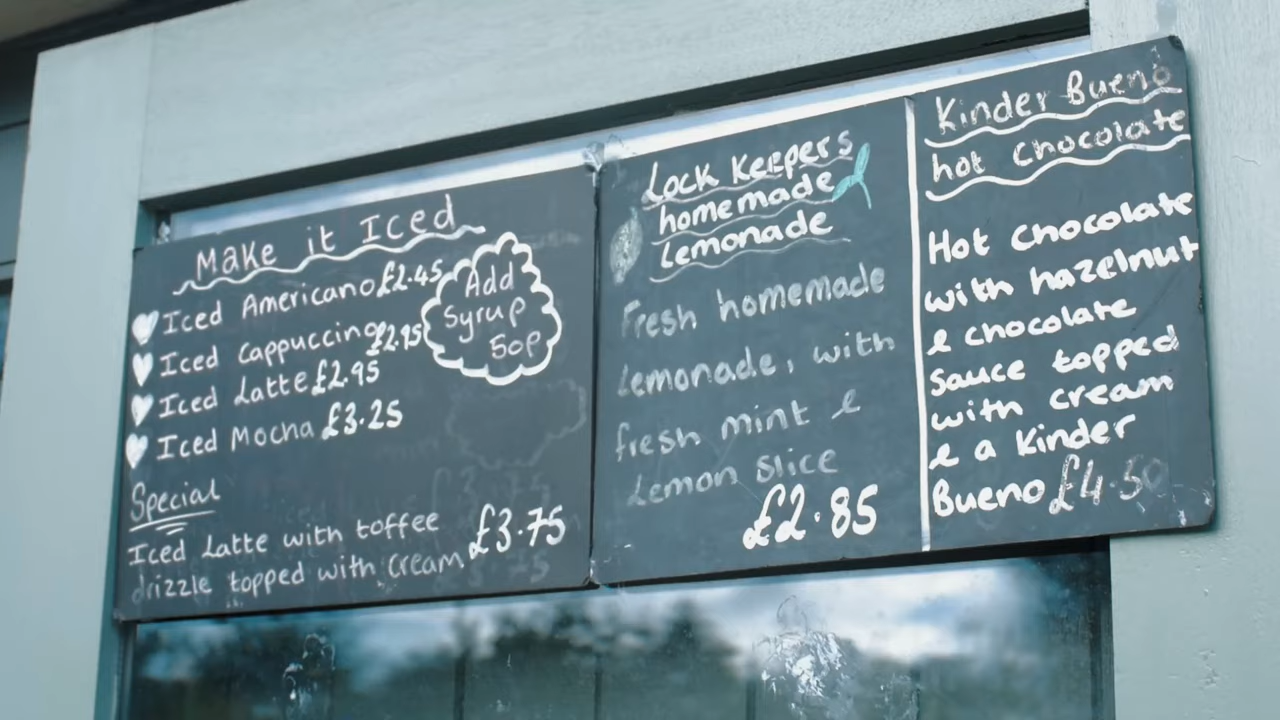 Make it Iced
Iced Americano £2.45
Iced Cappuccino £2.95
Iced Latte £2.95
Iced Mocha £3.25
Add
Syrup
50p
Special
Iced Latte with toffee
drizzle topped with cream £3.75
Lock Keepers
homemade
Lemonade
Fresh homemade
Lemonade, with
fresh mint &
Lemon slice
£2.85
Kinder Bueno
hot chocolate
Hot chocolate
with hazelnut
& chocolate
sauce topped
with cream
& a Kinder
Bueno £4.50